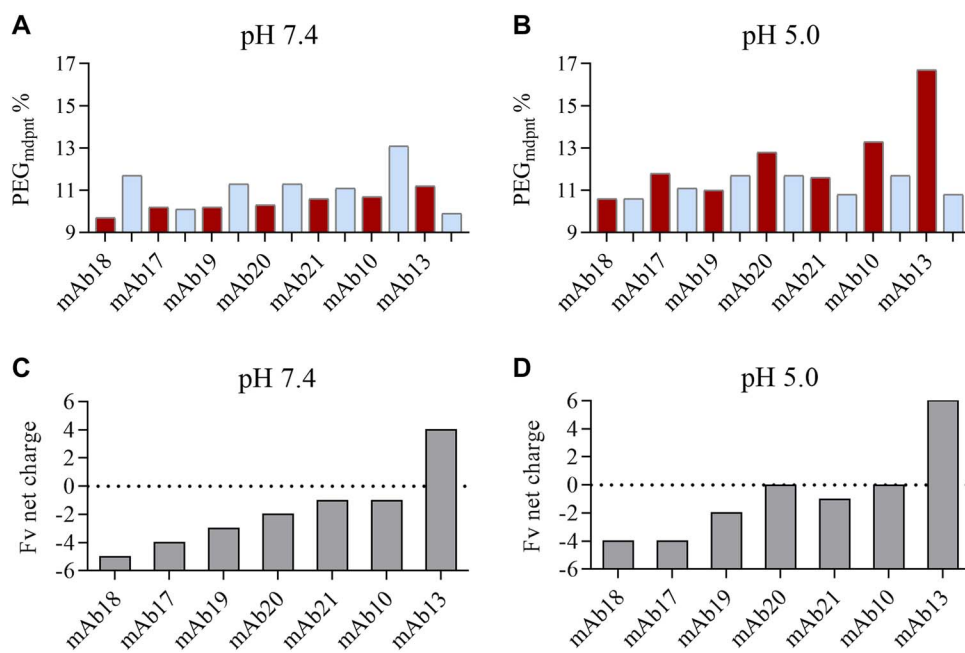 A
pH 7.4
PEGmdpnt %
17
15
13
11
9
mAb18
mAb17
mAb19
mAb20
mAb21
mAb10
mAb13
B
pH 5.0
PEGmdpnt %
17
15
13
11
9
mAb18
mAb17
mAb19
mAb20
mAb21
mAb10
mAb13
C
pH 7.4
Fv net charge
6
4
2
0
-2
-4
-6
mAb18
mAb17
mAb19
mAb20
mAb21
mAb10
mAb13
D
pH 5.0
Fv net charge
6
4
2
0
-2
-4
-6
mAb18
mAb17
mAb19
mAb20
mAb21
mAb10
mAb13